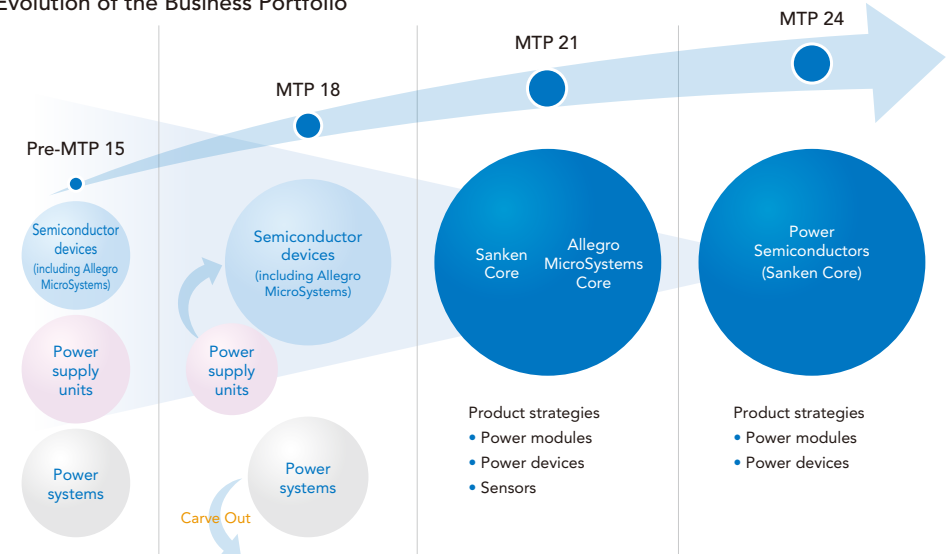 Evolution of the Business Portfolio
Pre-MTP 15
Semiconductor
devices
(including Allegro
MicroSystems)
Power
supply
units
Power
systems
MTP 18
Semiconductor
devices
(including Allegro
MicroSystems)
Power
supply
units
Power
systems
Carve Out
MTP 21
Sanken
Core
Allegro
MicroSystems
Core
Product strategies
• Power modules
• Power devices
• Sensors
MTP 24
Power
Semiconductors
(Sanken Core)
Product strategies
• Power modules
• Power devices